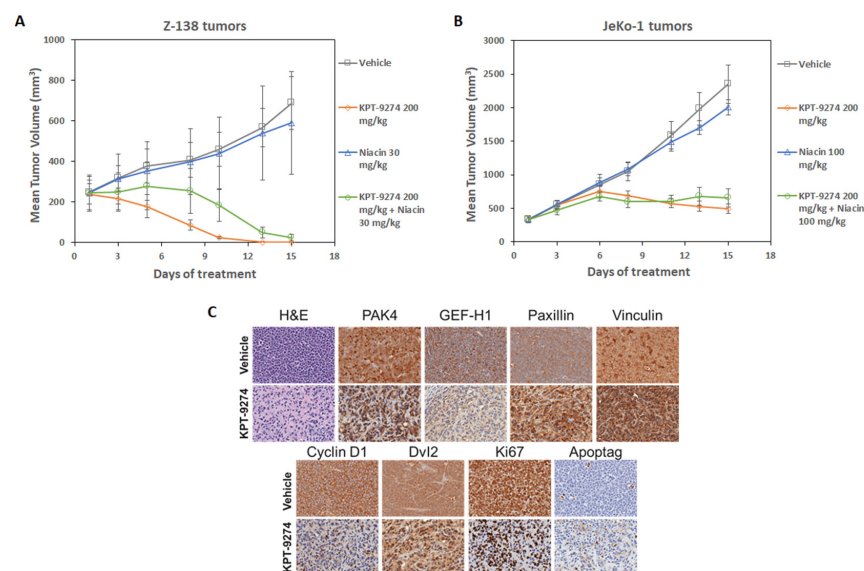 A
Z-138 tumors
Mean Tumor Volume (mm³)
1000
800
600
400
200
0
0
3
6
9
12
15
18
Days of treatment
Vehicle
KPT-9274 200
mg/kg
Niacin 30
mg/kg
KPT-9274 200
mg/kg + Niacin
30 mg/kg
B
JeKo-1 tumors
Mean Tumor Volume (mm³)
3000
2500
2000
1500
1000
500
0
0
3
6
9
12
15
18
Days of treatment
Vehicle
KPT-9274 200
mg/kg
Niacin 100
mg/kg
KPT-9274 200
mg/kg + Niacin
100 mg/kg
C
H&E
PAK4
GEF-H1
Paxillin
Vinculin
Vehicle
KPT-9274
Cyclin D1
Dvl2
Ki67
Apoptag
Vehicle
KPT-9274